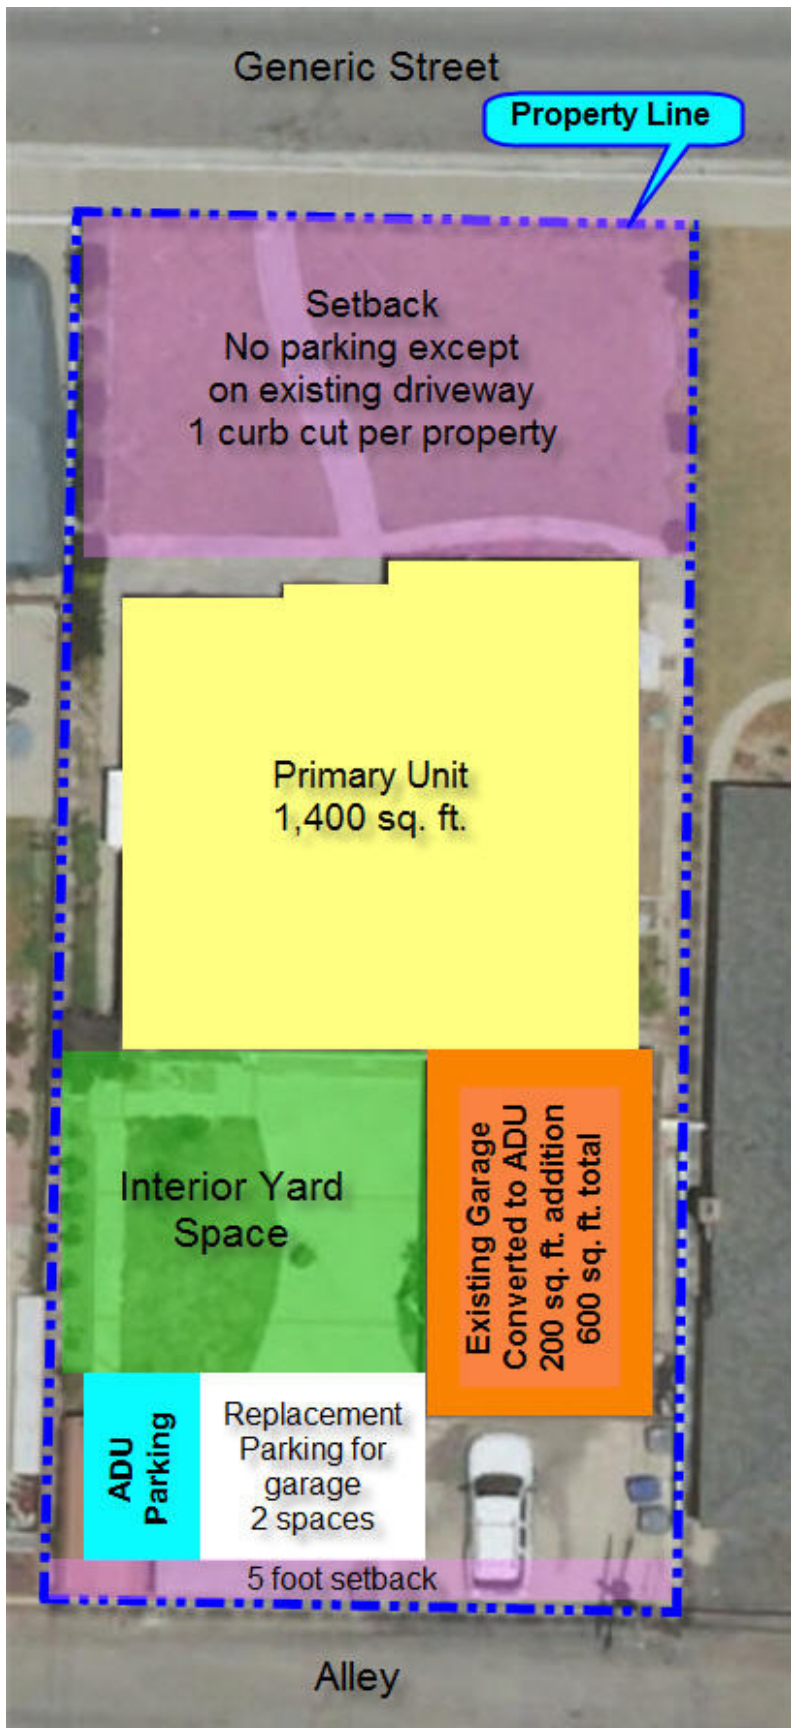 Generic Street
Property Line
Setback
No parking except
on existing driveway
1 curb cut per property
Primary Unit
1,400 sq. ft.
Interior Yard
Space
Existing Garage
Converted to ADU
200 sq. ft. addition
600 sq. ft. total
ADU
Parking
Replacement
Parking for
garage
2 spaces
5 foot setback
Alley